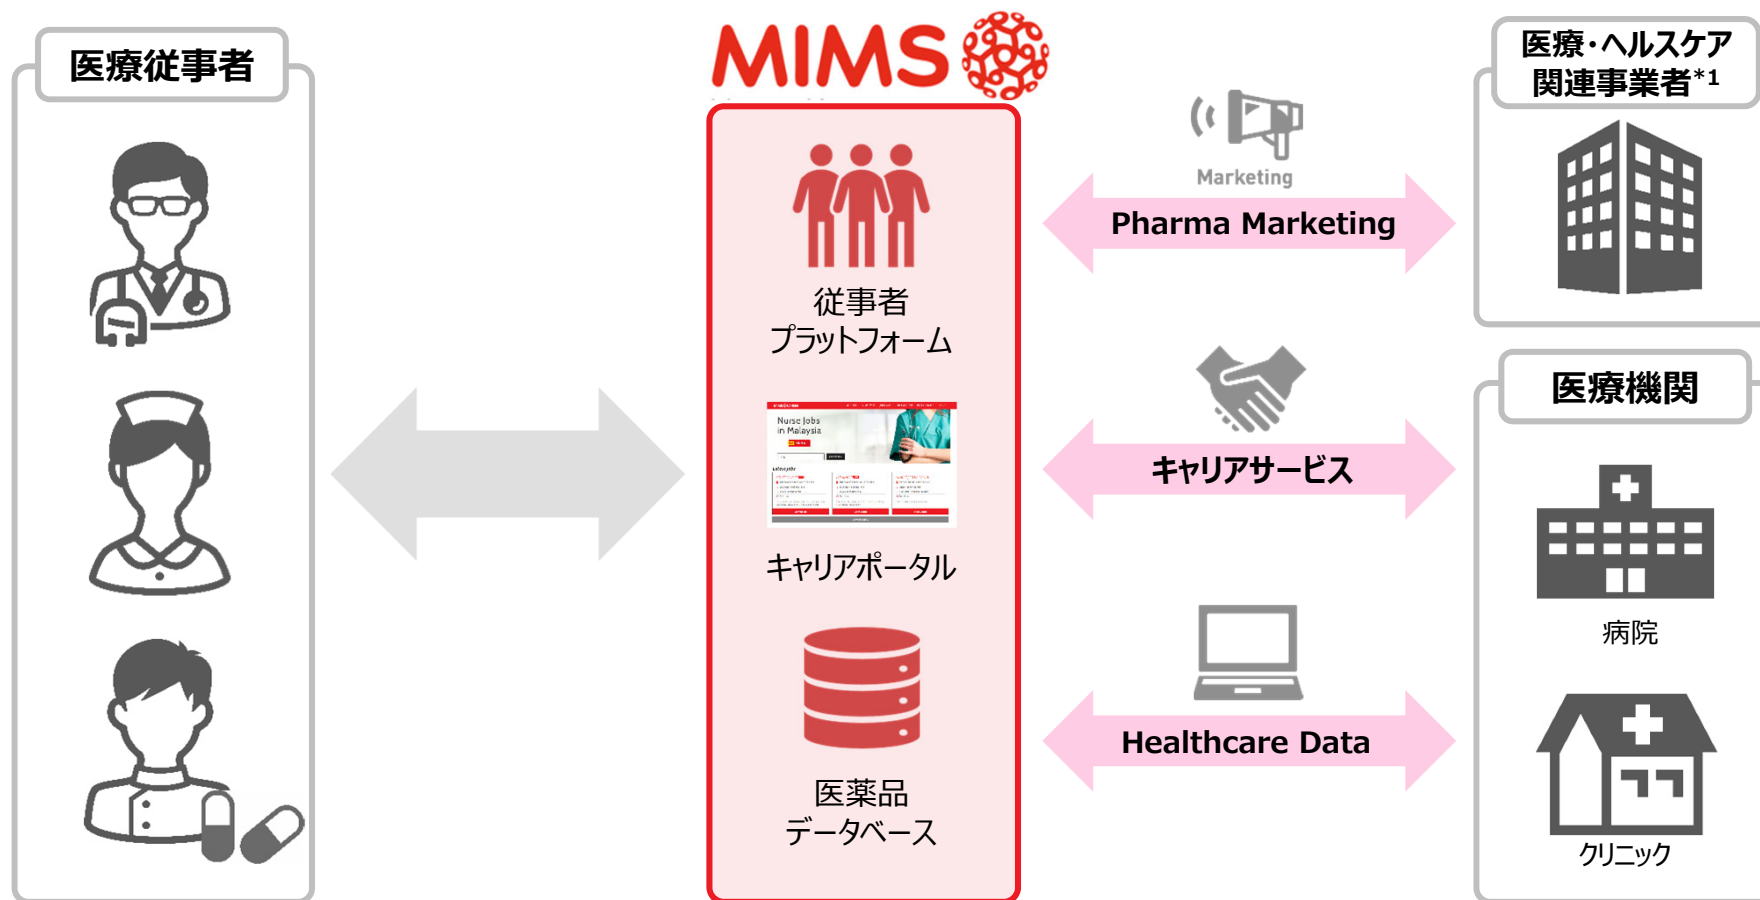 医療従事者
MIMS
医療・ヘルスケア
関連事業者*1
Marketing
Pharma Marketing
従事者
プラットフォーム
Nurse Jobs
in Malaysia
キャリアポータル
キャリアサービス
医療機関
病院
Healthcare Data
医薬品
データベース
クリニック